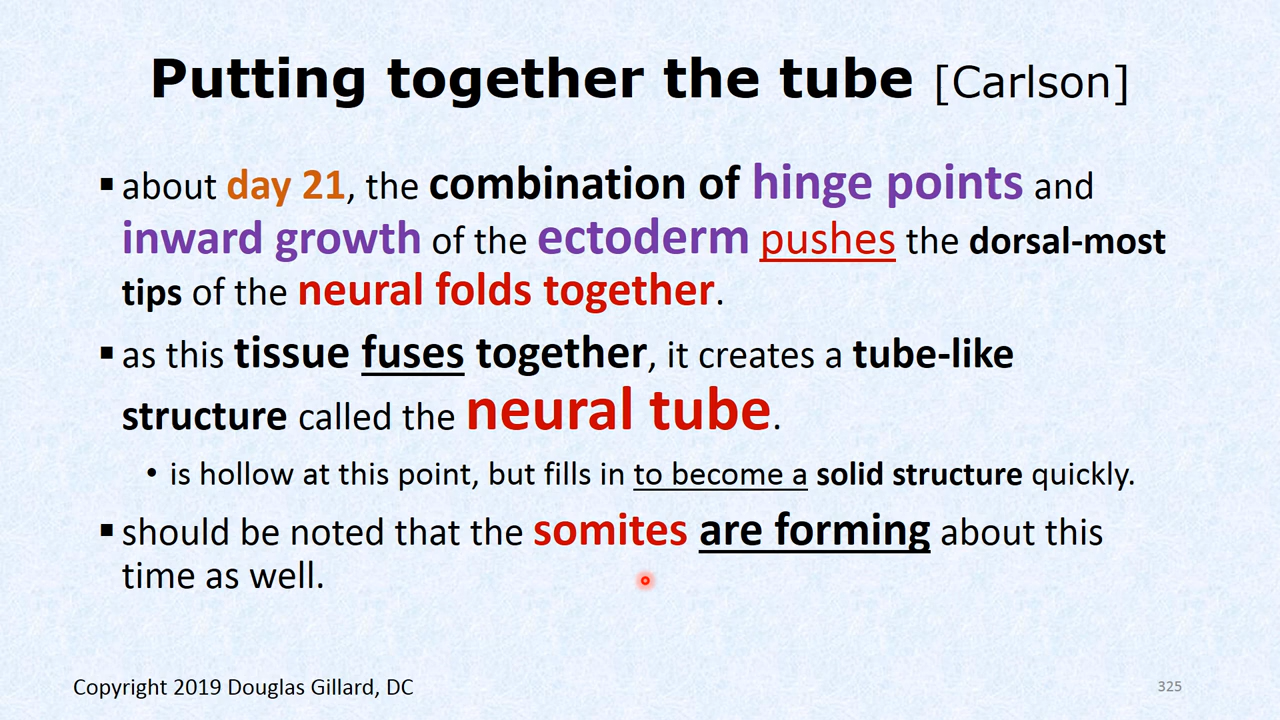 Putting together the tube [Carlson]
▪ about day 21, the combination of hinge points and
inward growth of the ectoderm pushes the dorsal-most
tips of the neural folds together.
▪ as this tissue fuses together, it creates a tube-like
structure called the neural tube.
• is hollow at this point, but fills in to become a solid structure quickly.
▪ should be noted that the somites are forming about this
time as well.
Copyright 2019 Douglas Gillard, DC
325